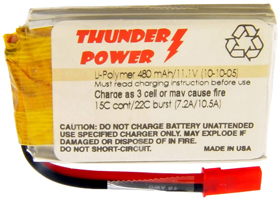 THUNDER
POWER
Li-Polymer 480 mAh/11.1V (10-10-05)
Must read charging instruction before use
Charge as 3 cell or may cause fire
15C cont/22C burst (7.2A/10.5A)
CAUTION: DO NOT CHARGE BATTERY UNATTENDED
USE SPECIFIED CHARGER ONLY. MAY EXPLODE IF
DAMAGED OR DISPOSED OF IN FIRE.
DO NOT SHORT-CIRCUIT.
MADE IN USA